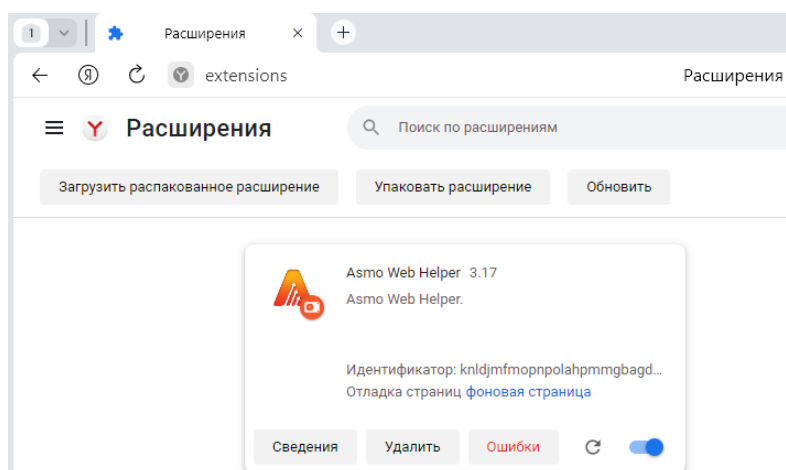 1
Расширения
Я extensions Расширения
Y Расширения Поиск по расширениям
Загрузить распакованное расширение Упаковать расширение Обновить
Asmo Web Helper 3.17
Asmo Web Helper.
Идентификатор: knldjmfmopnpolahpmmgbagd...
Отладка страниц фоновая страница
Сведения Удалить Ошибки